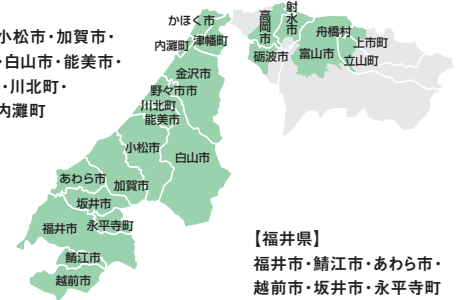 小松市・加賀市・
・白山市・能美市・
・川北町・
内灘町
かほく市
津幡町
内灘町
金沢市
野々市市
川北町
能美市
小松市
白山市
加賀市
あわら市
坂井市
福井市
永平寺町
鯖江市
越前市
高岡市
射水市
舟橋村
上市町
砺波市
富山市
立山町
【福井県】
福井市・鯖江市・あわら市・
越前市・坂井市・永平寺町